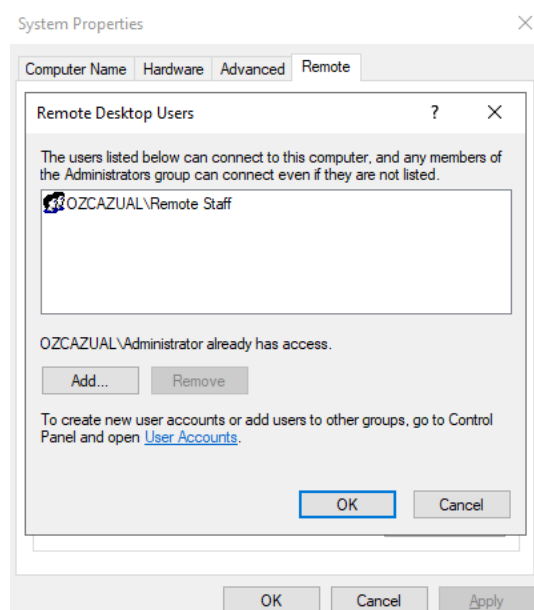 System Properties
Computer Name Hardware Advanced Remote
Remote Desktop Users ?
The users listed below can connect to this computer, and any members of
the Administrators group can connect even if they are not listed.
OZCAZUAL\Remote Staff
OZCAZUAL\Administrator already has access.
Add... Remove
To create new user accounts or add users to other groups, go to Control
Panel and open User Accounts.
OK Cancel
OK Cancel Apply